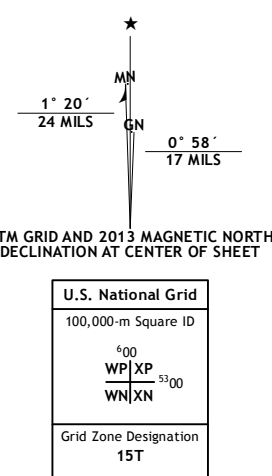 ★
MN
1° 20´
24 MILS
GN
0° 58´
17 MILS
TM GRID AND 2013 MAGNETIC NORTH
DECLINATION AT CENTER OF SHEET
U.S. National Grid
100,000-m Square ID
⁶00
WP XP
⁵³00
WN XN
Grid Zone Designation
15T